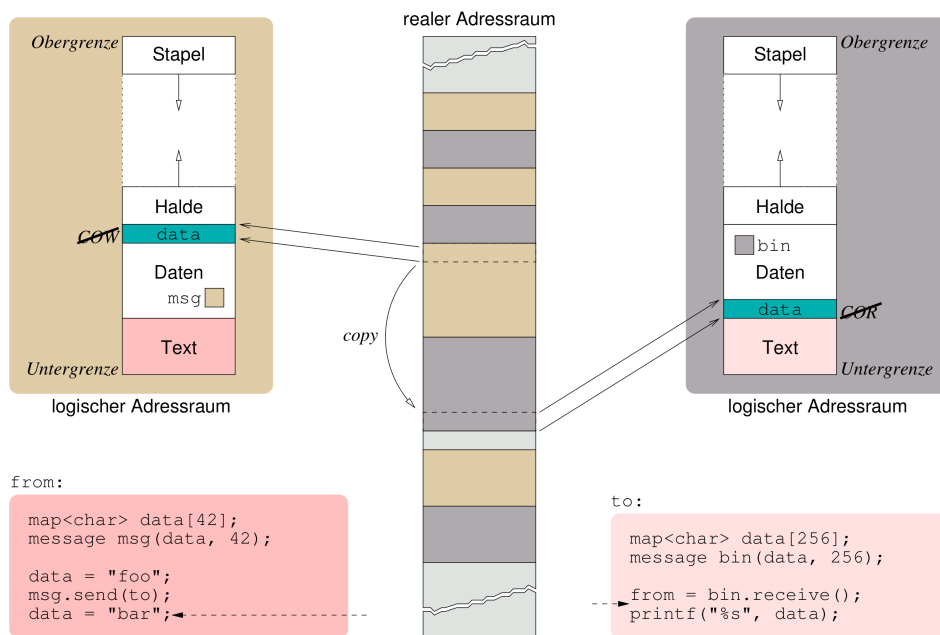 realer Adressraum
Obergrenze
Stapel
Halde
COW
data
Daten
msg
Text
Untergrenze
logischer Adressraum
copy
Obergrenze
Stapel
Halde
bin
Daten
data
COR
Text
Untergrenze
logischer Adressraum
from:
map<char> data[42];
message msg(data, 42);
data = "foo";
msg.send(to);
data = "bar";
to:
map<char> data[256];
message bin(data, 256);
from = bin.receive();
printf("%s", data);